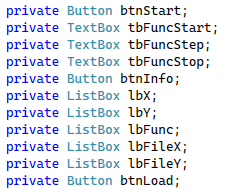 private Button btnStart;
private TextBox tbFuncStart;
private TextBox tbFuncStep;
private TextBox tbFuncStop;
private Button btnInfo;
private ListBox lbX;
private ListBox lbY;
private ListBox lbFunc;
private ListBox lbFileX;
private ListBox lbFileY;
private Button btnLoad;